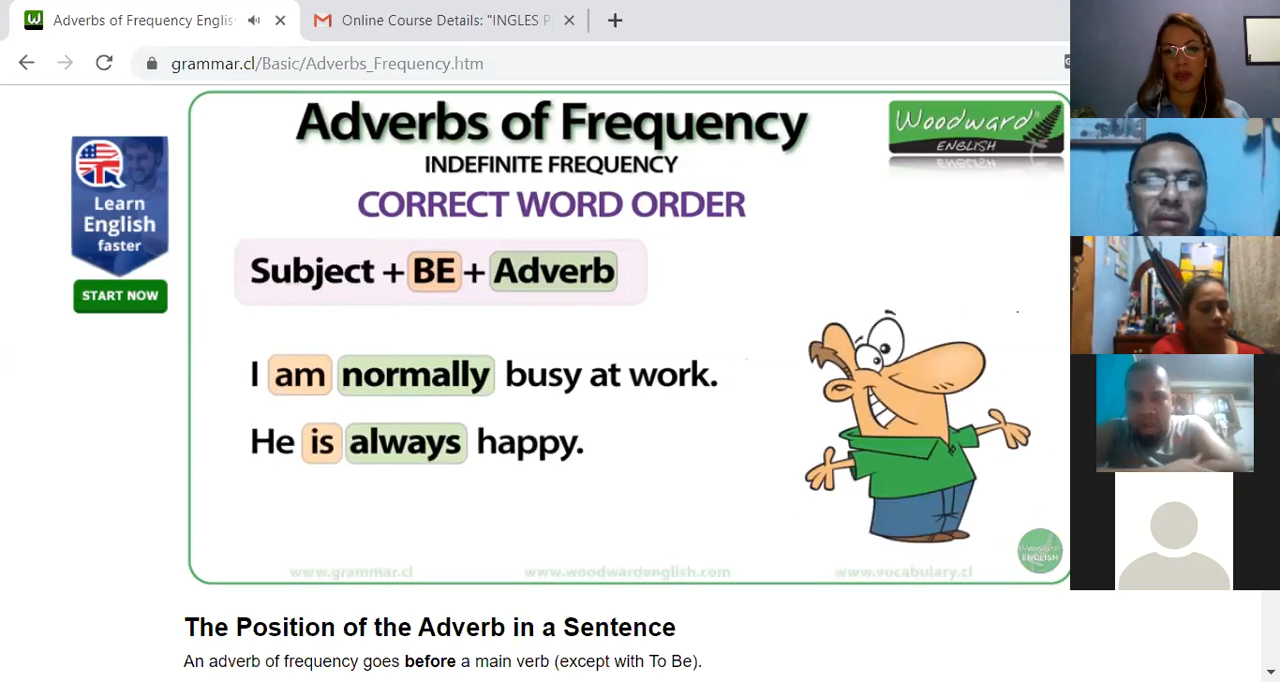 Adverbs of Frequency Englis
Online Course Details: "INGLES P
grammar.cl/Basic/Adverbs_Frequency.htm
Adverbs of Frequency
INDEFINITE FREQUENCY
CORRECT WORD ORDER
Woodward®
ENGLISH
Learn
English
faster
START NOW
Subject + BE + Adverb
I am normally busy at work.
He is always happy.
www.grammar.cl
www.woodwardenglish.com
www.vocabulary.cl
Woodward
ENGLISH
The Position of the Adverb in a Sentence
An adverb of frequency goes before a main verb (except with To Be).